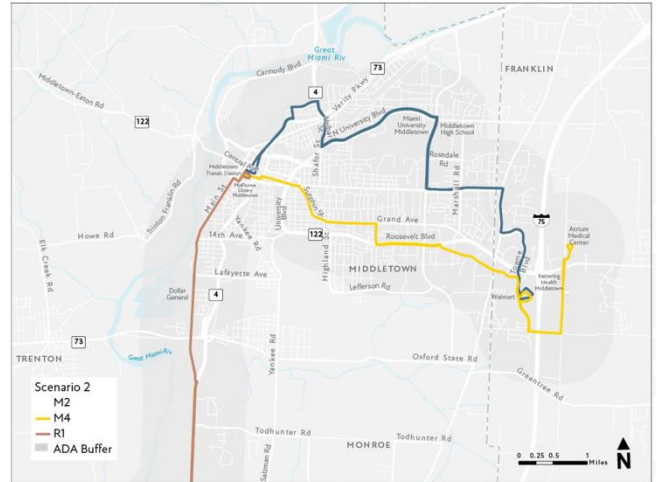 Great
Miami Riv
FRANKLIN
Carmody Blvd
73
Middletown-Eaton Rd
4
Verity Pkwy
122
N University Blvd
Miami
University
Middletown
Middletown
High School
Central Ave
Shafor St
Middletown
Transit Station
MidPointe
Library
Middletown
Rosedale
Rd
Marshall Rd
Trenton Franklin Rd
Main St
Sutphin St
University
Blvd
Grand Ave
75
Atrium
Medical
Center
Elk Creek Rd
Howe Rd
Yankee Rd
14th Ave
122
Highland St
Roosevelt Blvd
Towne
Blvd
Kettering
Health
Middletown
Lafayette Ave
MIDDLETOWN
Dollar
General
4
Jefferson Rd
Walmart
73
Great Miami Riv
Yankee Rd
Oxford State Rd
TRENTON
Greentree Rd
Scenario 2
M2
M4
R1
ADA Buffer
Todhunter Rd
Todhunter Rd
MONROE
Salzman Rd
N
0 0.25 0.5 1
Miles